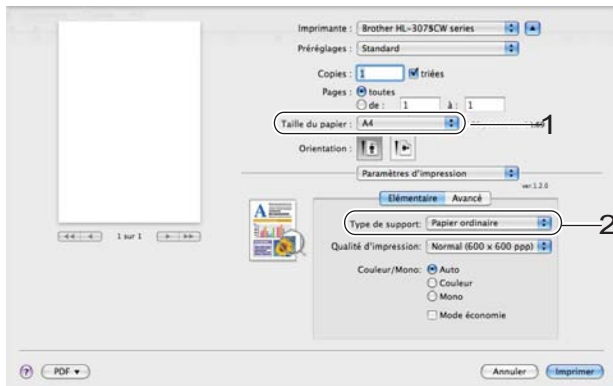 Imprimante : Brother HL-3075CW series
Préréglages : Standard
Copies : 1 triées
Pages : toutes
de : 1 à : 1
Taille du papier : A4 1
Orientation :
Paramètres d'impression
ver.1.2.0
Elémentaire Avancé
Type de support: Papier ordinaire 2
Qualité d'impression: Normal (600 x 600 ppp)
Couleur/Mono: Auto
Couleur
Mono
Mode économie
1 sur 1
? PDF Annuler Imprimer